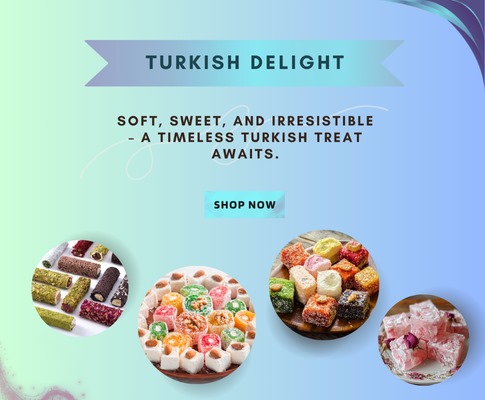 TURKISH DELIGHT
SOFT, SWEET, AND IRRESISTIBLE
– A TIMELESS TURKISH TREAT
AWAITS.
SHOP NOW